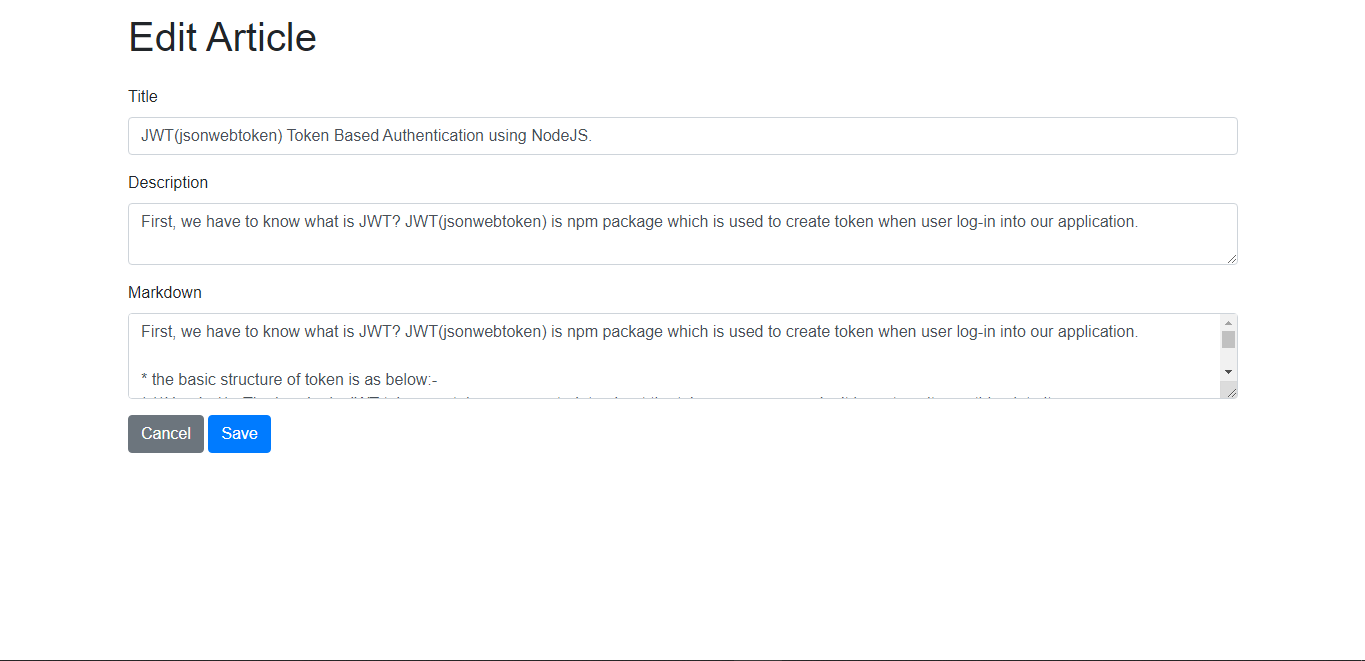 Edit Article
Title
JWT(jsonwebtoken) Token Based Authentication using NodeJS.
Description
First, we have to know what is JWT? JWT(jsonwebtoken) is npm package which is used to create token when user log-in into our application.
Markdown
First, we have to know what is JWT? JWT(jsonwebtoken) is npm package which is used to create token when user log-in into our application.
* the basic structure of token is as below:-
Cancel Save